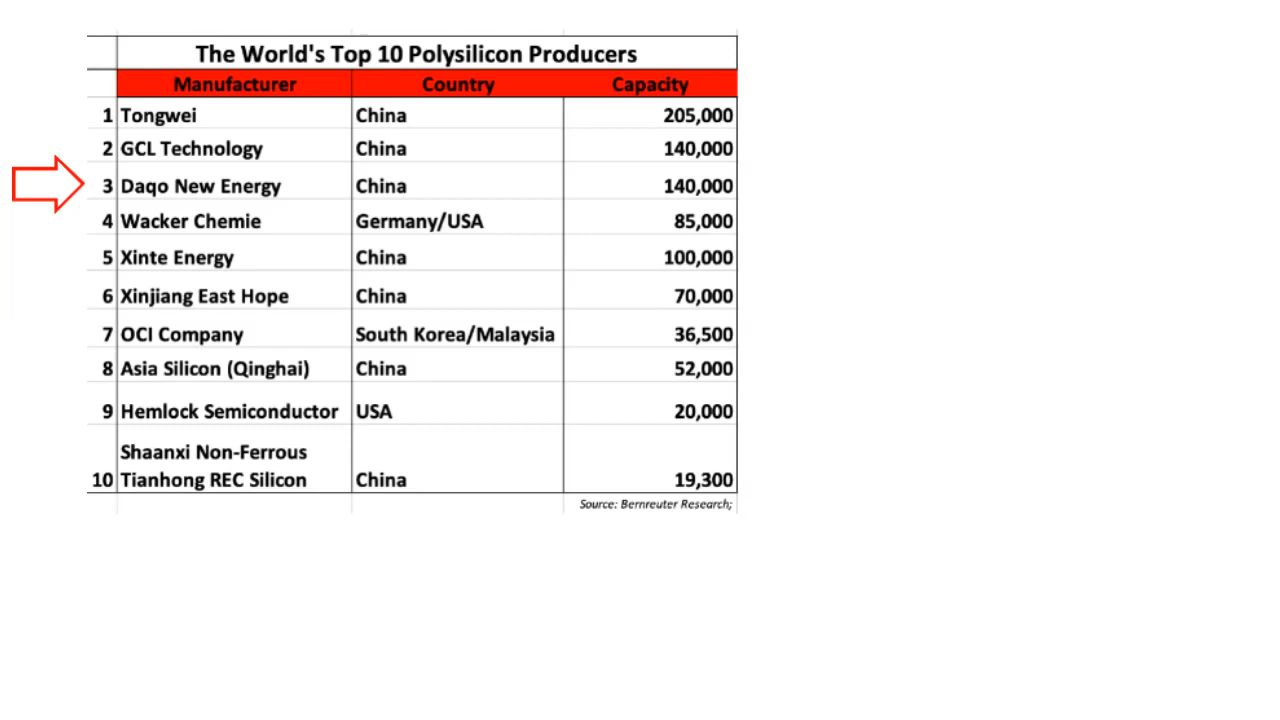 The World's Top 10 Polysilicon Producers
Manufacturer Country Capacity
1 Tongwei China 205,000
2 GCL Technology China 140,000
3 Daqo New Energy China 140,000
4 Wacker Chemie Germany/USA 85,000
5 Xinte Energy China 100,000
6 Xinjiang East Hope China 70,000
7 OCI Company South Korea/Malaysia 36,500
8 Asia Silicon (Qinghai) China 52,000
9 Hemlock Semiconductor USA 20,000
Shaanxi Non-Ferrous
10 Tianhong REC Silicon China 19,300
Source: Bernreuter Research;